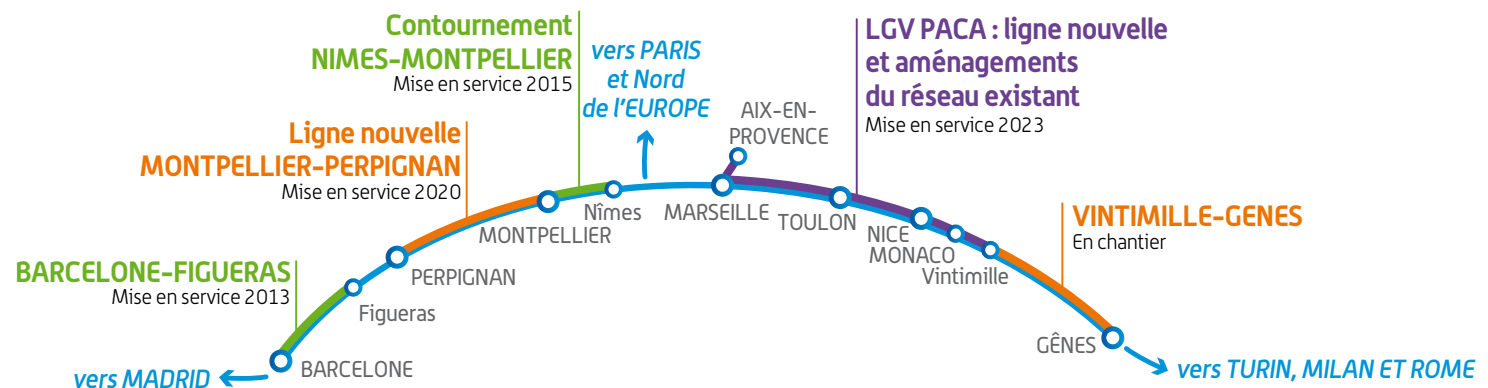 Contournement
NIMES-MONTPELLIER
Mise en service 2015
vers PARIS
et Nord
de l'EUROPE
LGV PACA : ligne nouvelle
et aménagements
du réseau existant
Mise en service 2023
AIX-EN-
PROVENCE
Ligne nouvelle
MONTPELLIER-PERPIGNAN
Mise en service 2020
Nîmes
MARSEILLE
TOULON
MONTPELLIER
NICE
MONACO
Vintimille
VINTIMILLE-GENES
En chantier
BARCELONE-FIGUERAS
Mise en service 2013
PERPIGNAN
Figueras
GÊNES
BARCELONE
vers MADRID
vers TURIN, MILAN ET ROME